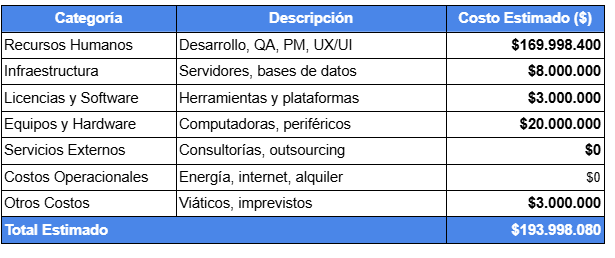 Categoría Descripción Costo Estimado ($)
Recursos Humanos Desarrollo, QA, PM, UX/UI $169.998.400
Infraestructura Servidores, bases de datos $8.000.000
Licencias y Software Herramientas y plataformas $3.000.000
Equipos y Hardware Computadoras, periféricos $20.000.000
Servicios Externos Consultorías, outsourcing $0
Costos Operacionales Energía, internet, alquiler $0
Otros Costos Viáticos, imprevistos $3.000.000
Total Estimado $193.998.080